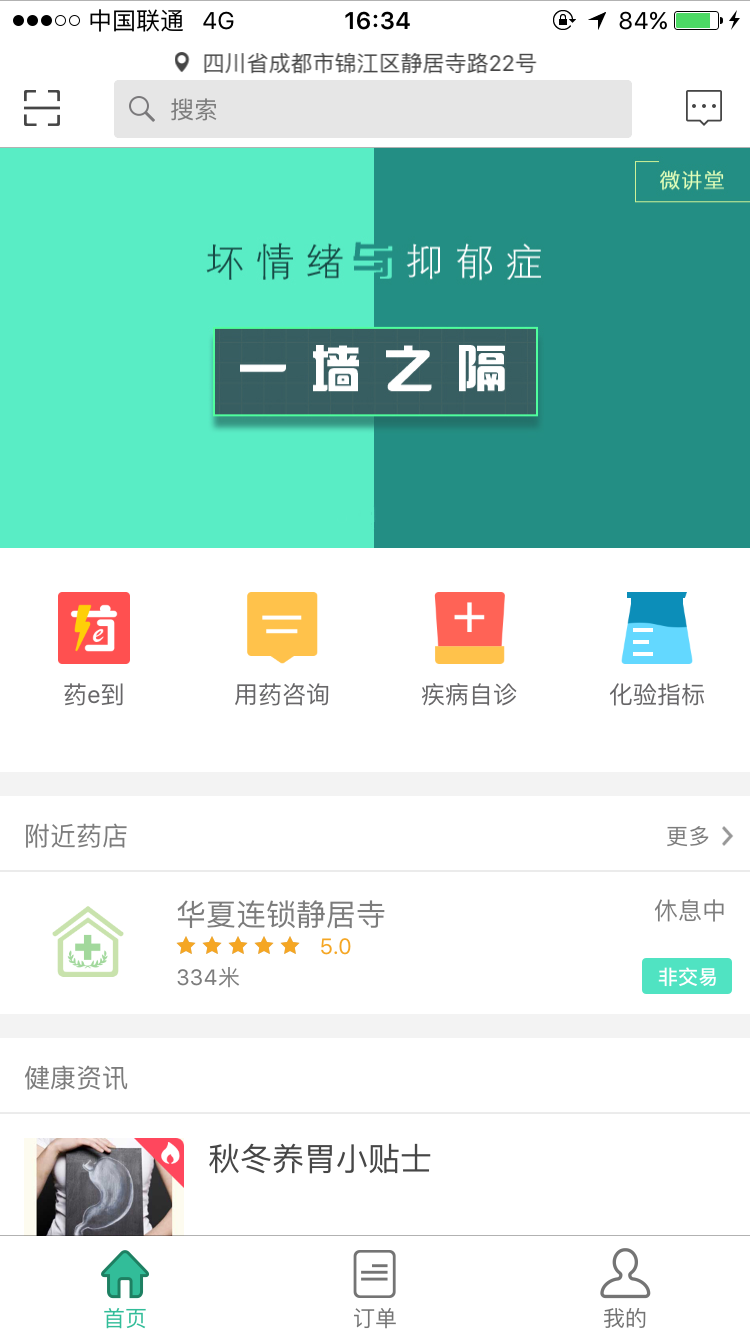 中国联通 4G 16:34 84%
四川省成都市锦江区静居寺路22号
搜索
微讲堂
坏情绪与抑郁症
一墙之隔
药e到 用药咨询 疾病自诊 化验指标
附近药店 更多
华夏连锁静居寺 休息中
5.0
334米 非交易
健康资讯
秋冬养胃小贴士
首页 订单 我的